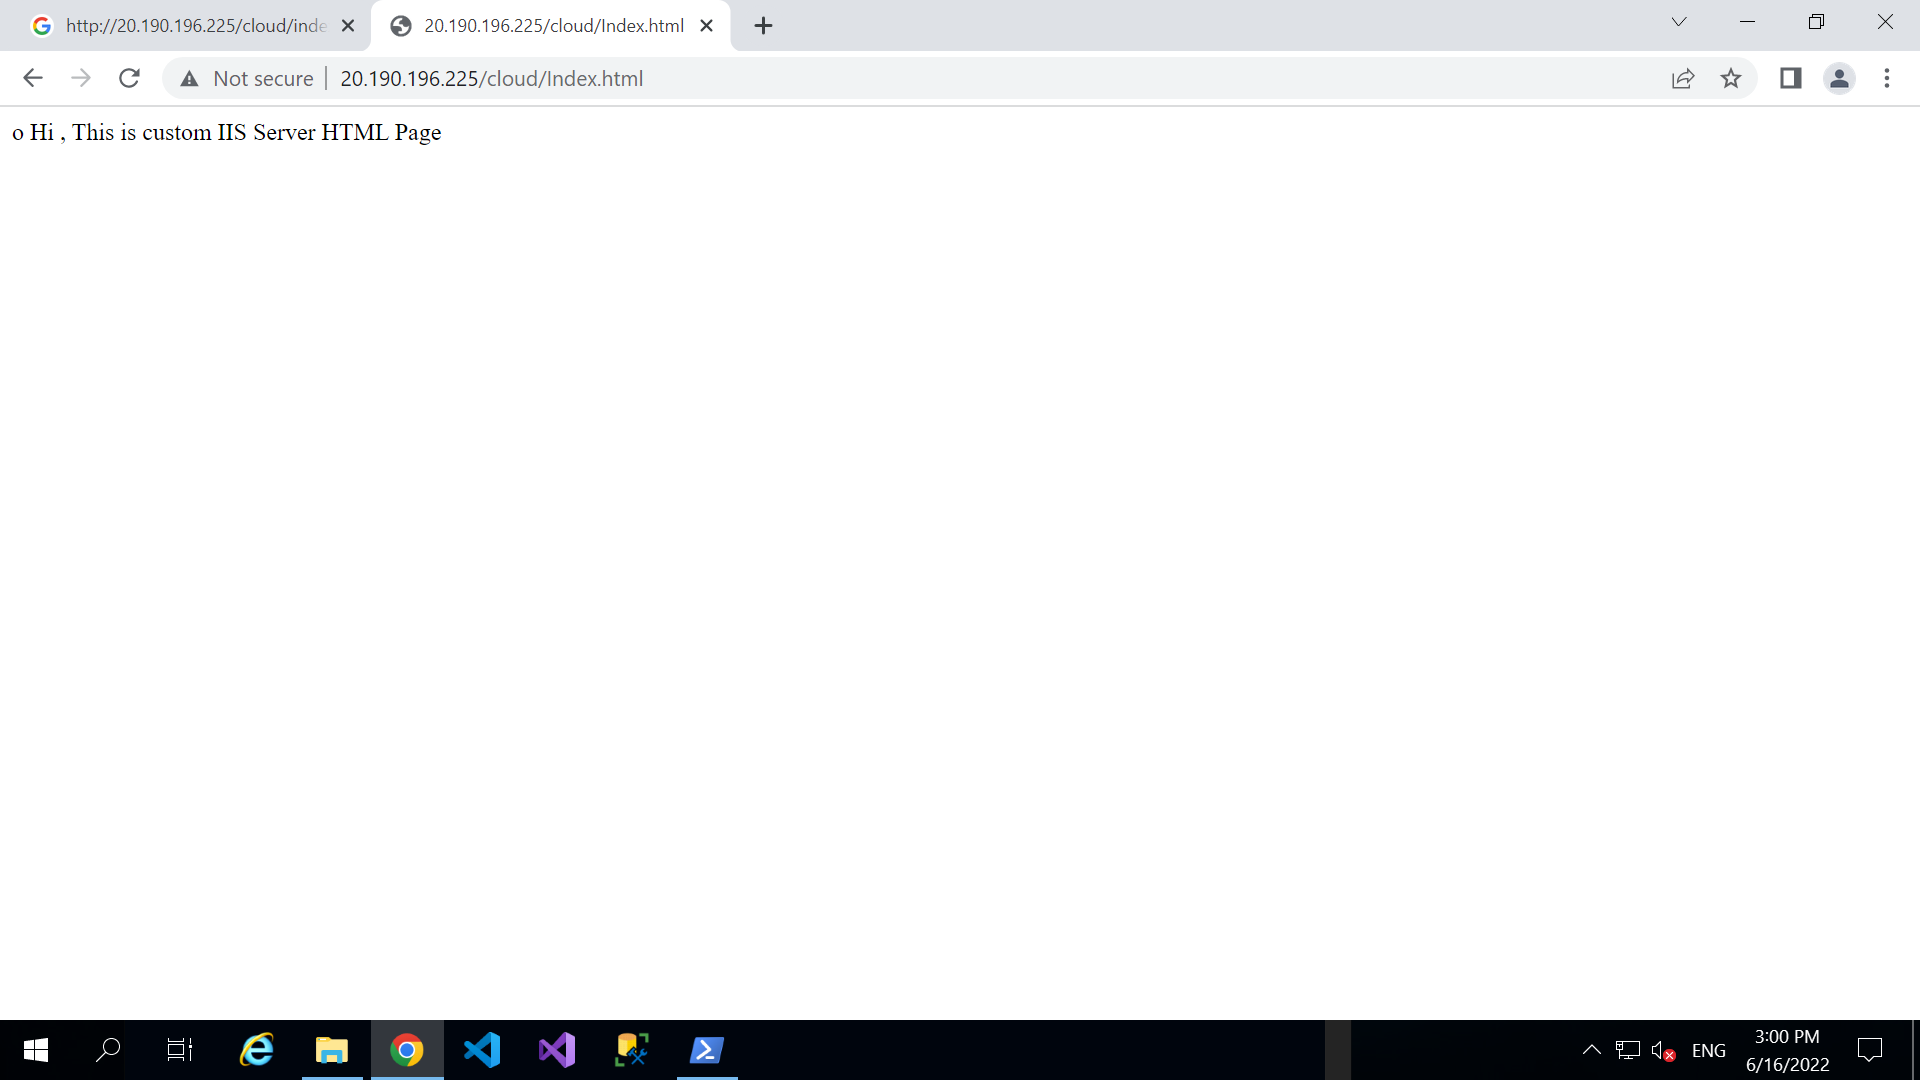 http://20.190.196.225/cloud/inde
20.190.196.225/cloud/Index.html
Not secure
20.190.196.225/cloud/Index.html
o Hi , This is custom IIS Server HTML Page
ENG
3:00 PM
6/16/2022